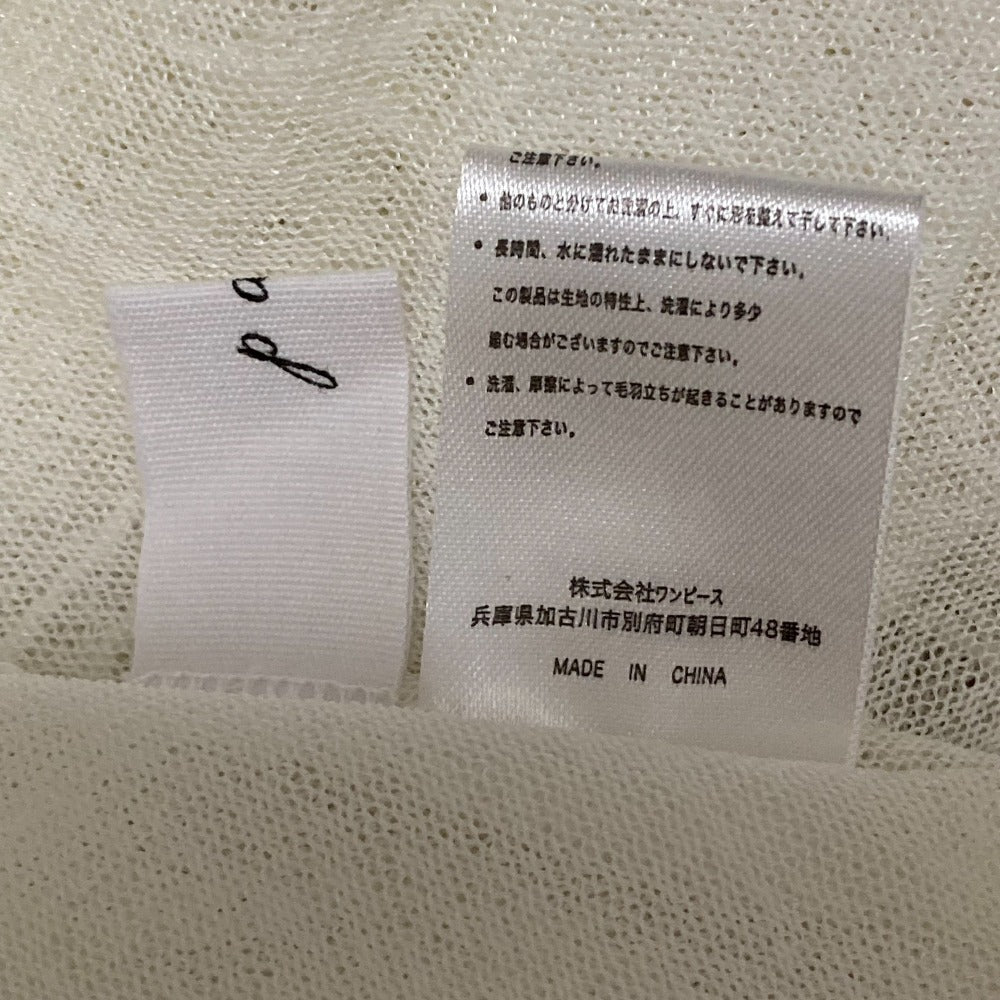 ご注意下さい。
• 他のものと分けてお洗濯の上、すぐに形を整えて干して下さい。
• 長時間、水に濡れたままにしないで下さい。
この製品は生地の特性上、洗濯により多少
縮む場合がございますのでご注意下さい。
• 洗濯、摩擦によって毛羽立ちが起きることがありますので
ご注意下さい。
株式会社ワンピース
兵庫県加古川市別府町朝日町48番地
MADE IN CHINA